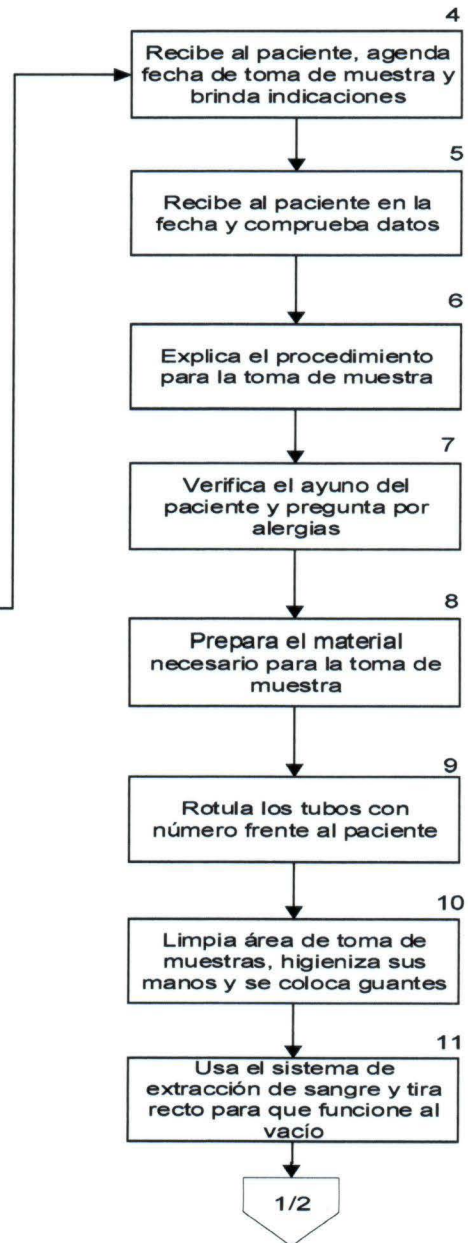 4
Recibe al paciente, agenda
fecha de toma de muestra y
brinda indicaciones
5
Recibe al paciente en la
fecha y comprueba datos
6
Explica el procedimiento
para la toma de muestra
7
Verifica el ayuno del
paciente y pregunta por
alergias
8
Prepara el material
necesario para la toma de
muestra
9
Rotula los tubos con
número frente al paciente
10
Limpia área de toma de
muestras, higieniza sus
manos y se coloca guantes
11
Usa el sistema de
extracción de sangre y tira
recto para que funcione al
vacío
1/2